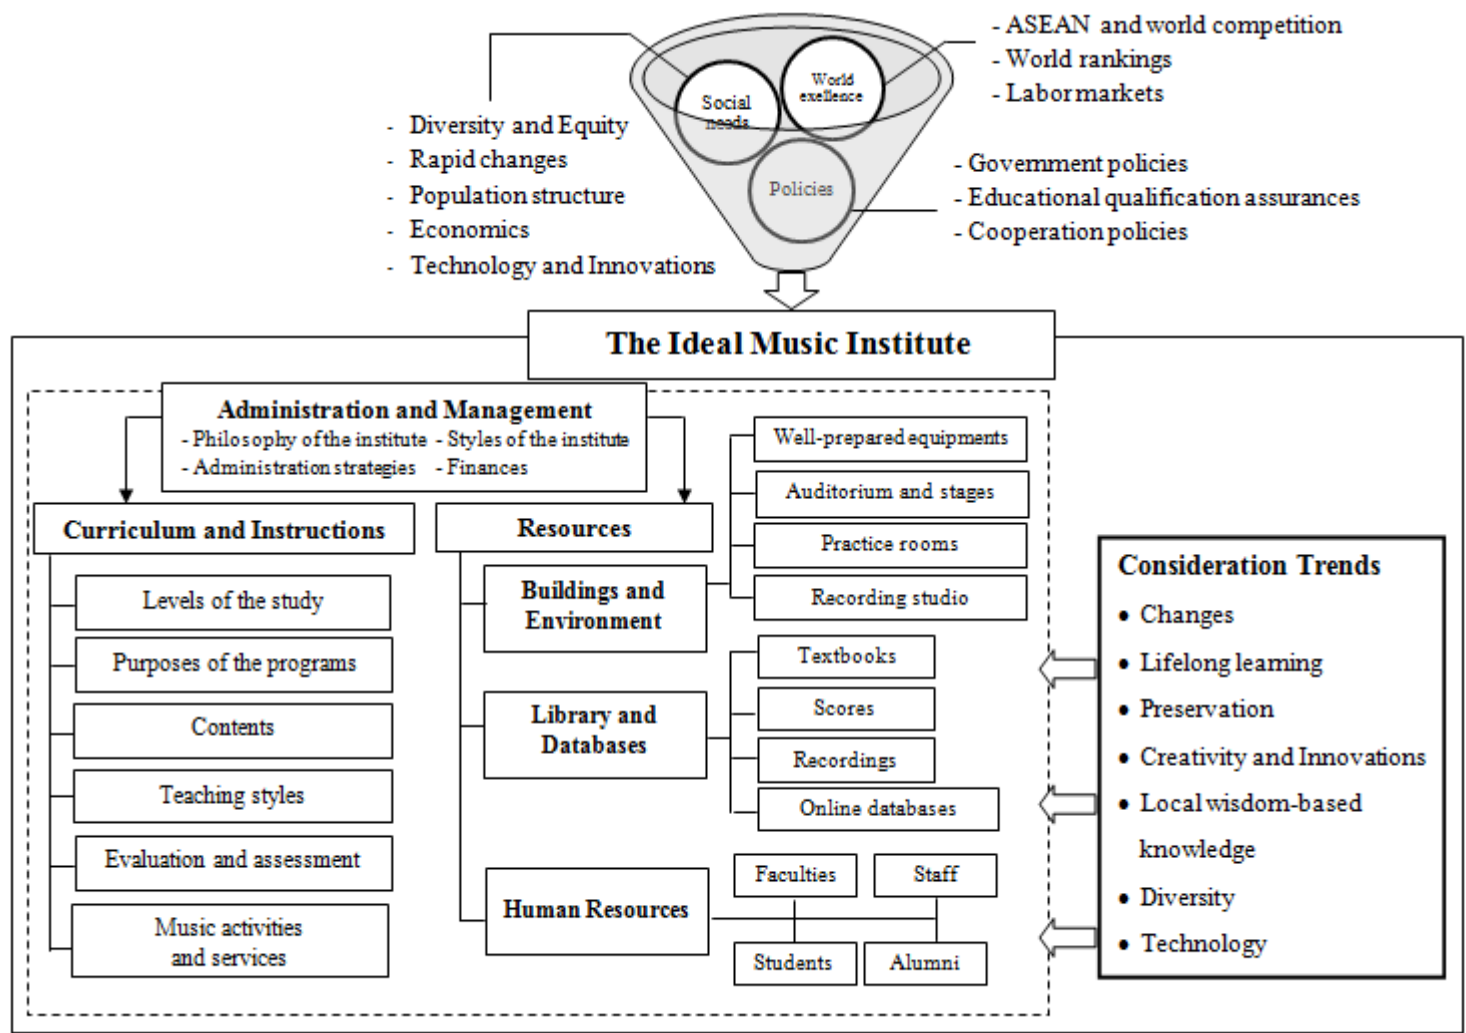 - ASEAN and world competition
- World rankings
- Labor markets
World
exellence
Social
needs
Policies
- Diversity and Equity
- Rapid changes
- Population structure
- Economics
- Technology and Innovations
- Government policies
- Educational qualification assurances
- Cooperation policies
The Ideal Music Institute
Administration and Management
- Philosophy of the institute - Styles of the institute
- Administration strategies - Finances
Curriculum and Instructions
Levels of the study
Purposes of the programs
Contents
Teaching styles
Evaluation and assessment
Music activities
and services
Resources
Buildings and
Environment
Well-prepared equipments
Auditorium and stages
Practice rooms
Recording studio
Library and
Databases
Textbooks
Scores
Recordings
Online databases
Human Resources
Faculties
Staff
Students
Alumni
Consideration Trends
• Changes
• Lifelong learning
• Preservation
• Creativity and Innovations
• Local wisdom-based
knowledge
• Diversity
• Technology